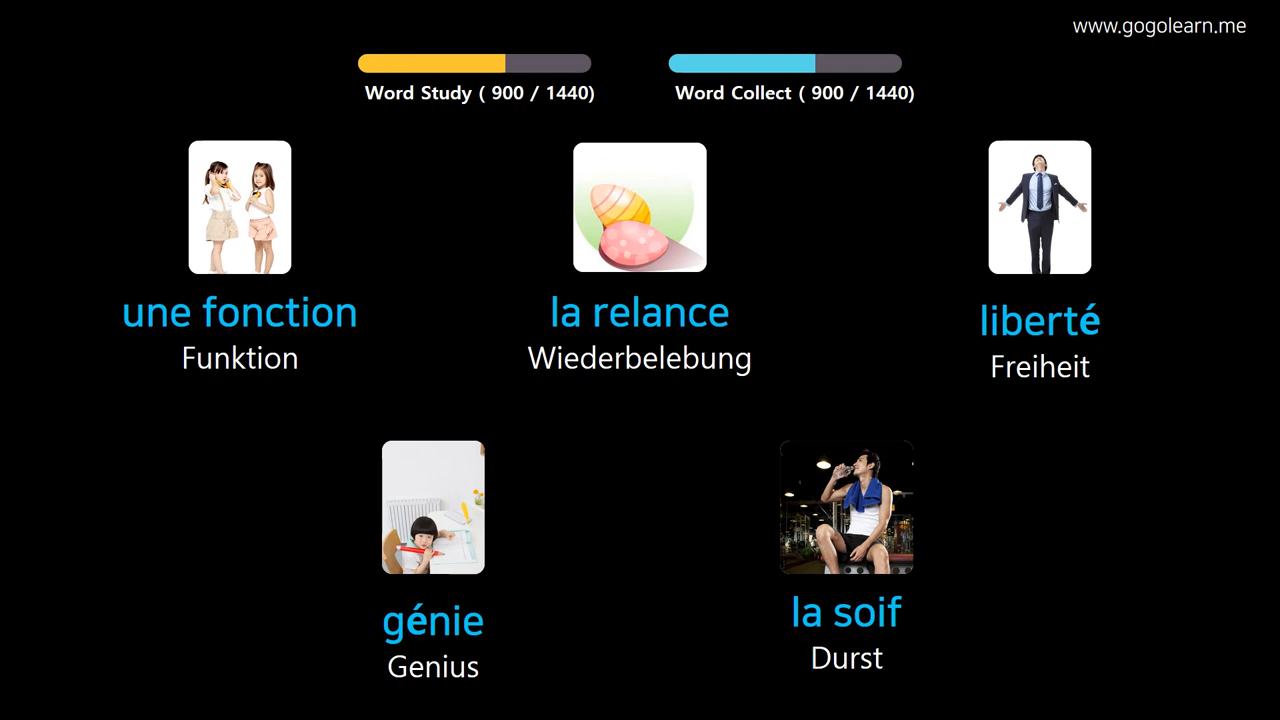 www.gogolearn.me
Word Study ( 900 / 1440)
Word Collect ( 900 / 1440)
une fonction
Funktion
la relance
Wiederbelebung
liberté
Freiheit
génie
Genius
la soif
Durst